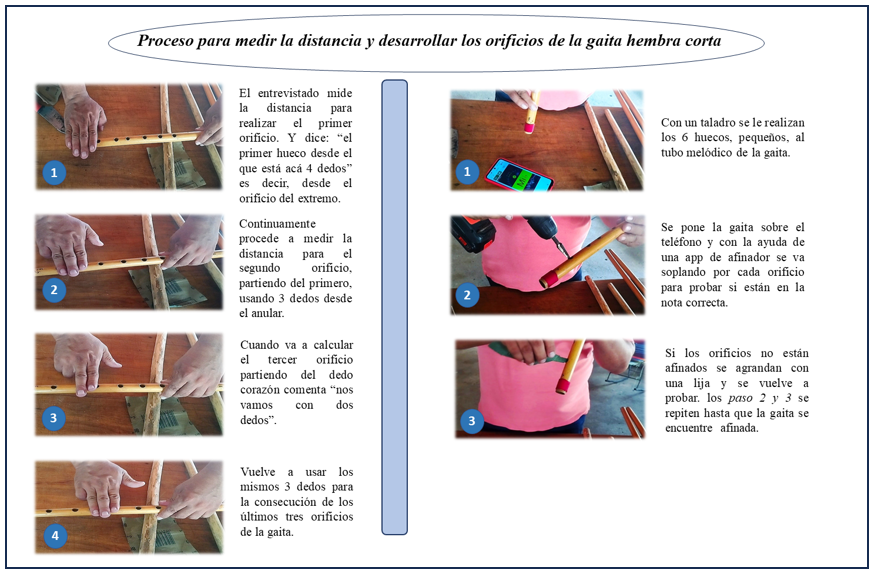 Proceso para medir la distancia y desarrollar los orificios de la gaita hembra corta
1
El entrevistado mide
la distancia para
realizar el primer
orificio. Y dice: “el
primer hueco desde el
que está acá 4 dedos”
es decir, desde el
orificio del extremo.
2
Continuamente
procede a medir la
distancia para el
segundo orificio,
partiendo del primero,
usando 3 dedos desde
el anular.
3
Cuando va a calcular
el tercer orificio
partiendo del dedo
corazón comenta “nos
vamos con dos
dedos”.
4
Vuelve a usar los
mismos 3 dedos para
la consecución de los
últimos tres orificios
de la gaita.
1
Con un taladro se le realizan
los 6 huecos, pequeños, al
tubo melódico de la gaita.
2
Se pone la gaita sobre el
teléfono y con la ayuda de
una app de afinador se va
soplando por cada orificio
para probar si están en la
nota correcta.
3
Si los orificios no están
afinados se agrandan con
una lija y se vuelve a
probar. los paso 2 y 3 se
repiten hasta que la gaita se
encuentre afinada.